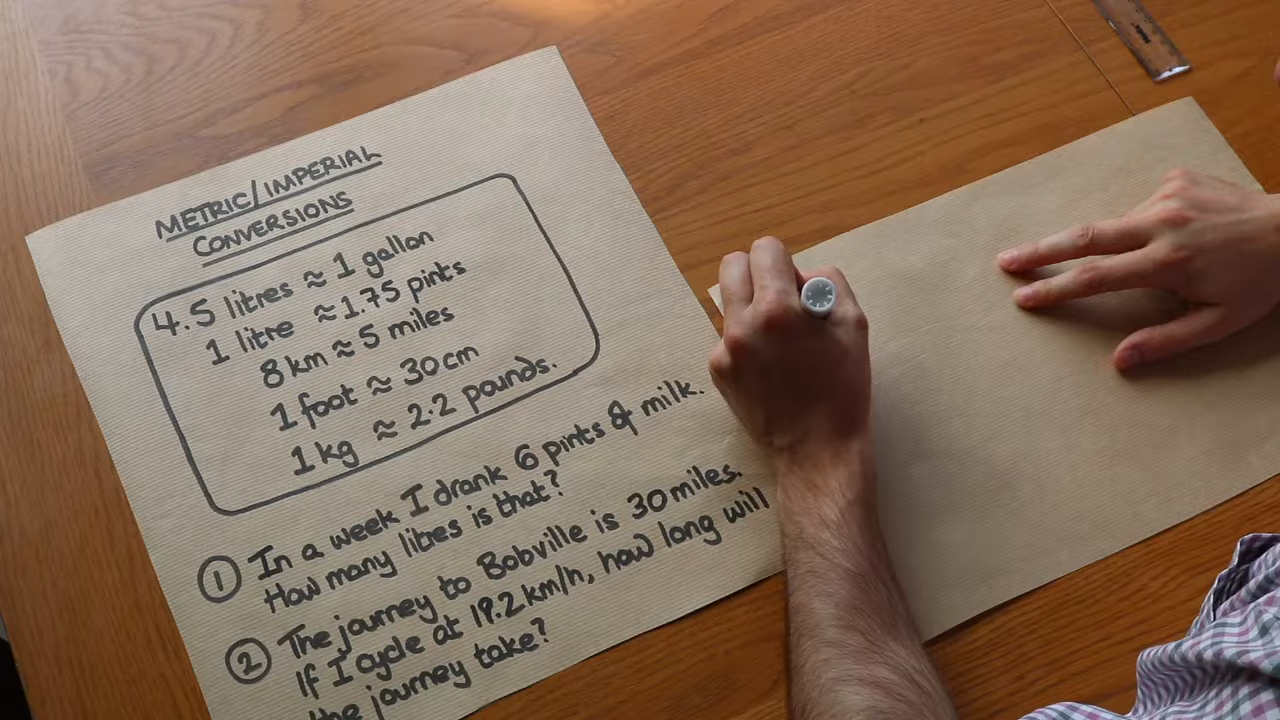 METRIC/IMPERIAL
CONVERSIONS
4.5 litres ≈ 1 gallon
1 litre ≈ 1.75 pints
8 km ≈ 5 miles
1 foot ≈ 30 cm
1 kg ≈ 2.2 pounds.
① In a week I drank 6 pints of milk.
How many litres is that?
② The journey to Bobville is 30 miles.
If I cycle at 19.2 km/h, how long will
the journey take?